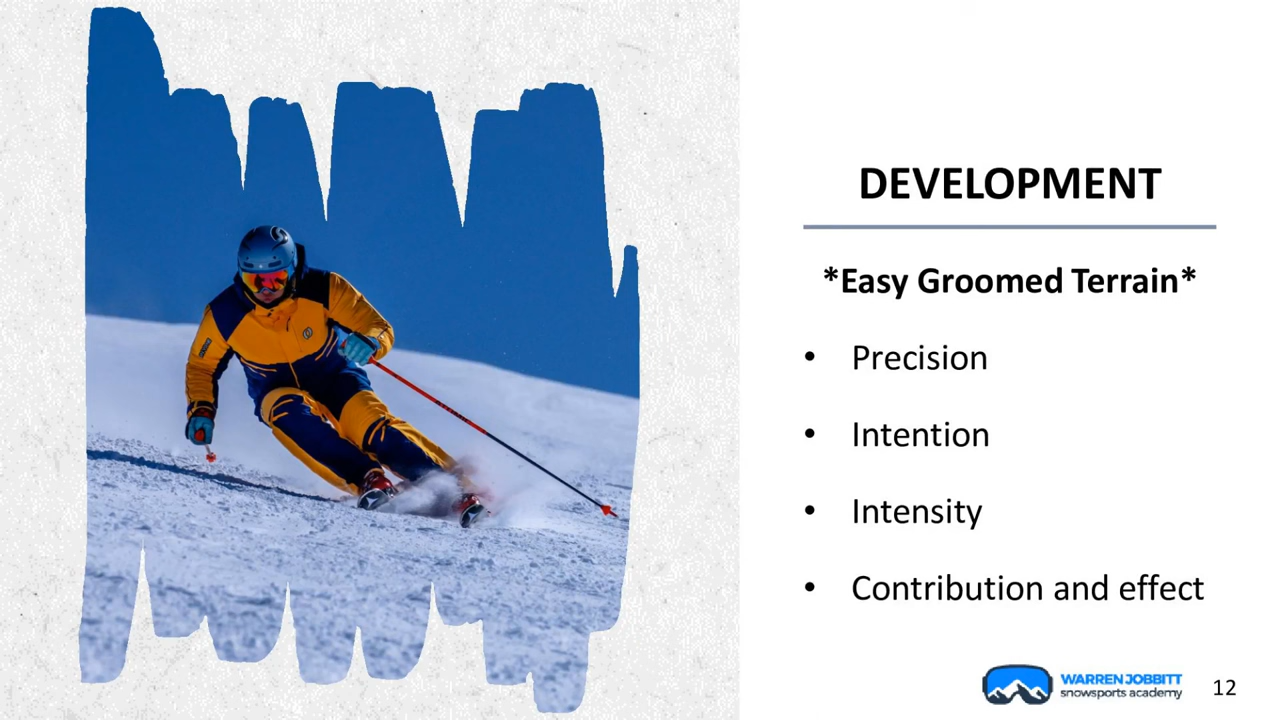 DEVELOPMENT
*Easy Groomed Terrain*
• Precision
• Intention
• Intensity
• Contribution and effect
WARREN JOBBITT
snowsports academy
12